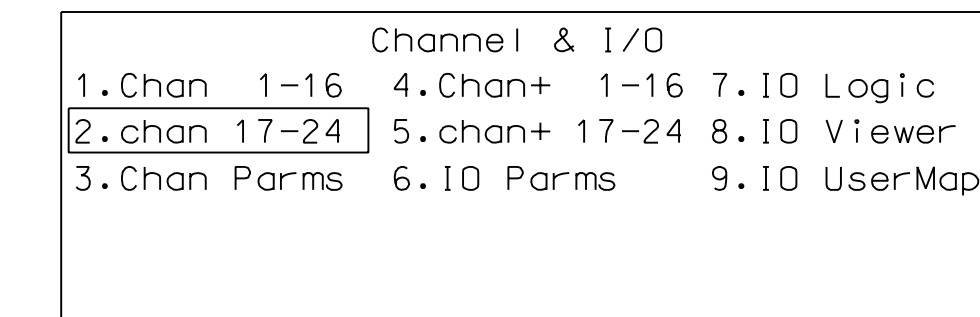 Channel & I/O
1.Chan 1-16 4.Chan+ 1-16 7.IO Logic
2.chan 17-24 5.chan+ 17-24 8.IO Viewer
3.Chan Parms 6.IO Parms 9.IO UserMap